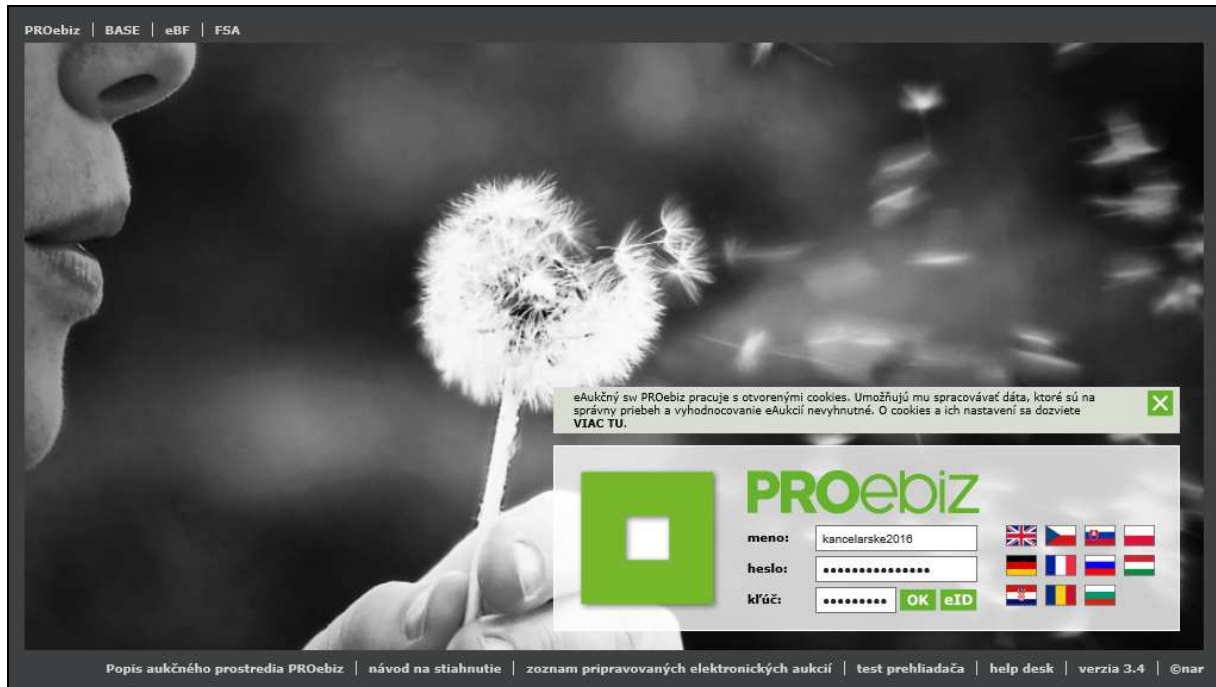 PROebiz | BASE | eBF | FSA
eAukčný sw PROebiz pracuje s otvorenými cookies. Umožňujú mu spracovávať dáta, ktoré sú na
správny priebeh a vyhodnocovanie eAukcií nevyhnutné. O cookies a ich nastavení sa dozviete
VIAC TU.
PROebiz
meno: kancelarske2016
heslo: •••••••••••••••
kľúč: ••••••••• OK eID
Popis aukčného prostredia PROebiz | návod na stiahnutie | zoznam pripravovaných elektronických aukcií | test prehliadača | help desk | verzia 3.4 | ©nar